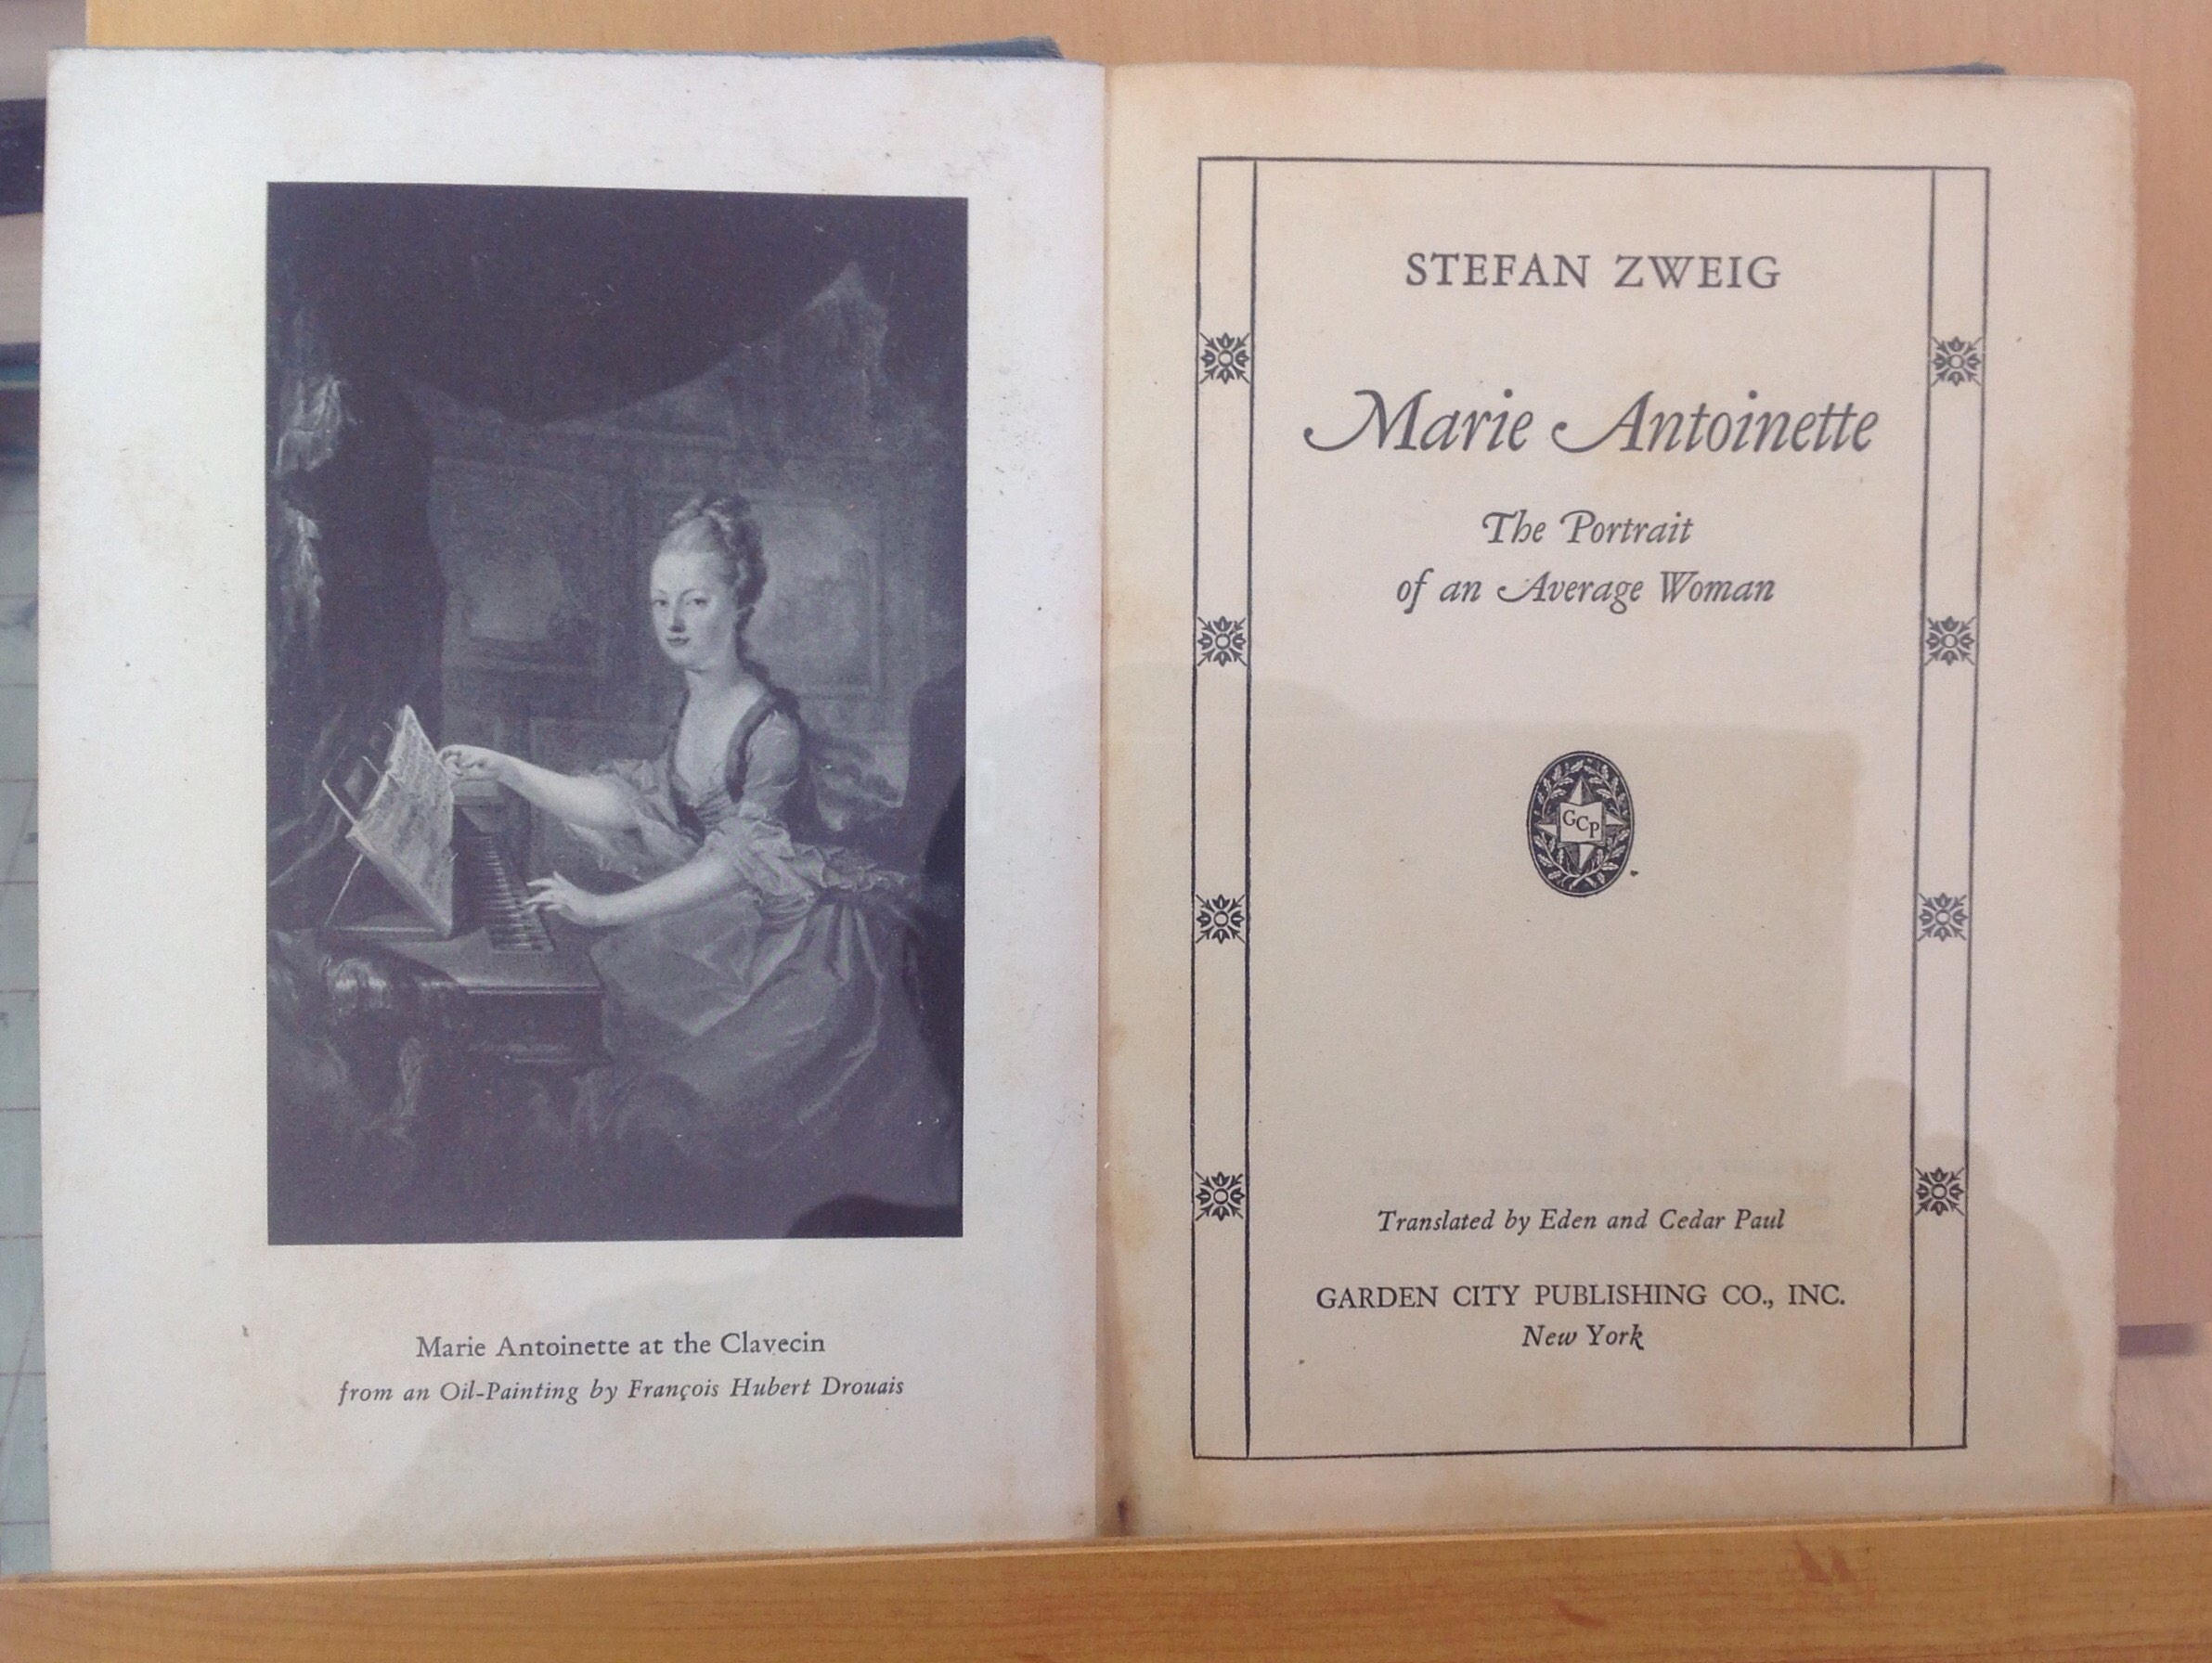 Marie Antoinette at the Clavecin
from an Oil-Painting by François Hubert Drouais
STEFAN ZWEIG
Marie Antoinette
The Portrait
of an Average Woman
GCP
Translated by Eden and Cedar Paul
GARDEN CITY PUBLISHING CO., INC.
New York